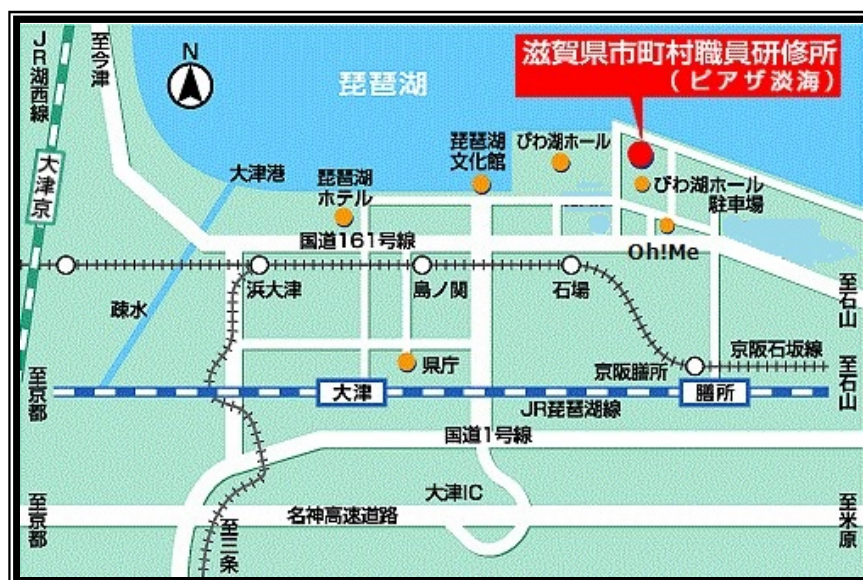 JR湖西線
至今津
N
琵琶湖
滋賀県市町村職員研修所
(ピアザ淡海)
大津京
大津港
琵琶湖
ホテル
琵琶湖
文化館
びわ湖ホール
びわ湖ホール
駐車場
Oh!Me
国道161号線
浜大津
島ノ関
石場
至石山
疎水
県庁
京阪膳所
京阪石坂線
至京都
大津
JR琵琶湖線
膳所
至石山
国道1号線
大津IC
至京都
名神高速道路
至三条
至米原